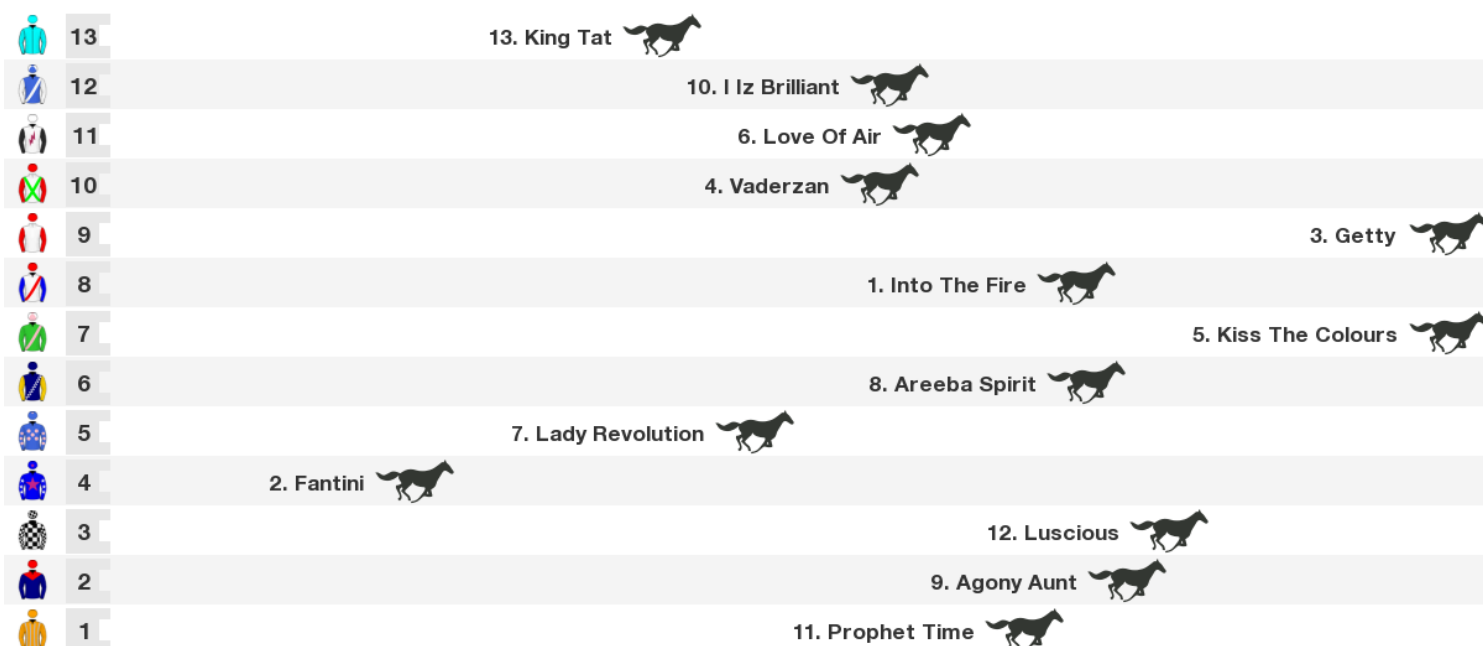 13 13. King Tat
12 10. I Iz Brilliant
11 6. Love Of Air
10 4. Vaderzan
9 3. Getty
8 1. Into The Fire
7 5. Kiss The Colours
6 8. Areeba Spirit
5 7. Lady Revolution
4 2. Fantini
3 12. Luscious
2 9. Agony Aunt
1 11. Prophet Time